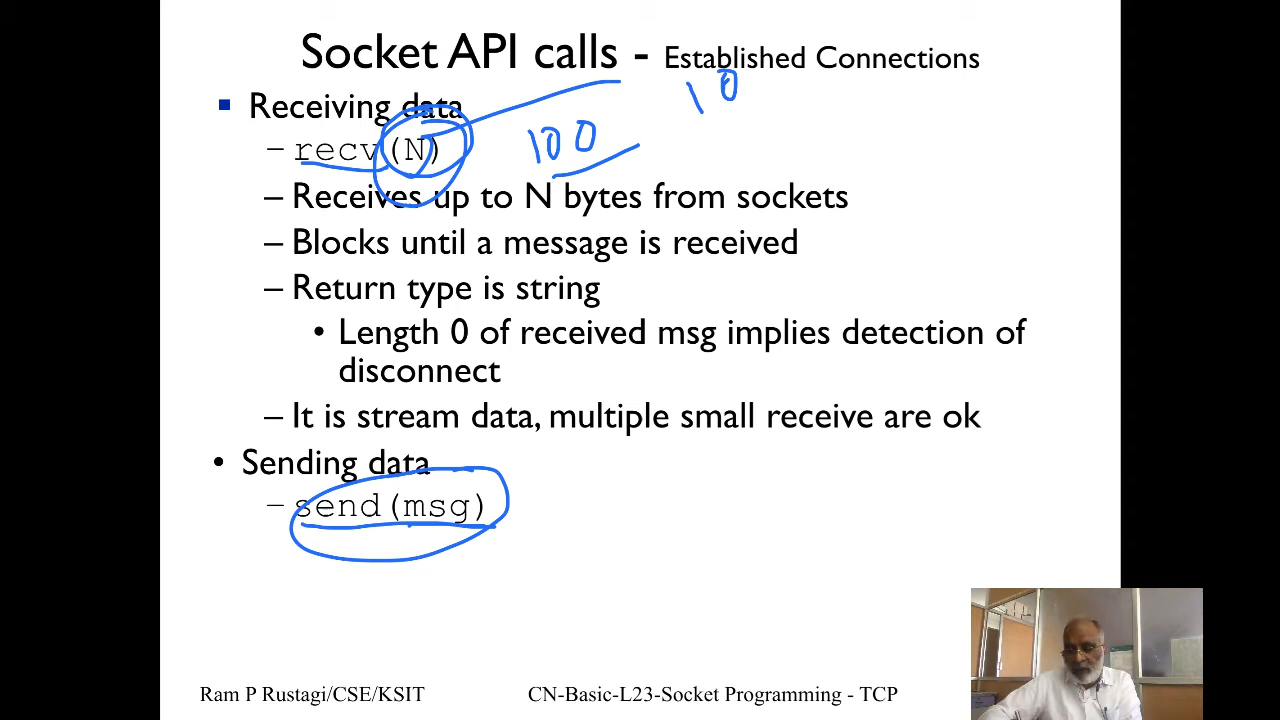 Socket API calls - Established Connections
▪ Receiving data
10
– recv(N)
100
– Receives up to N bytes from sockets
– Blocks until a message is received
– Return type is string
• Length 0 of received msg implies detection of
disconnect
– It is stream data, multiple small receive are ok
• Sending data
– send(msg)
Ram P Rustagi/CSE/KSIT
CN-Basic-L23-Socket Programming - TCP